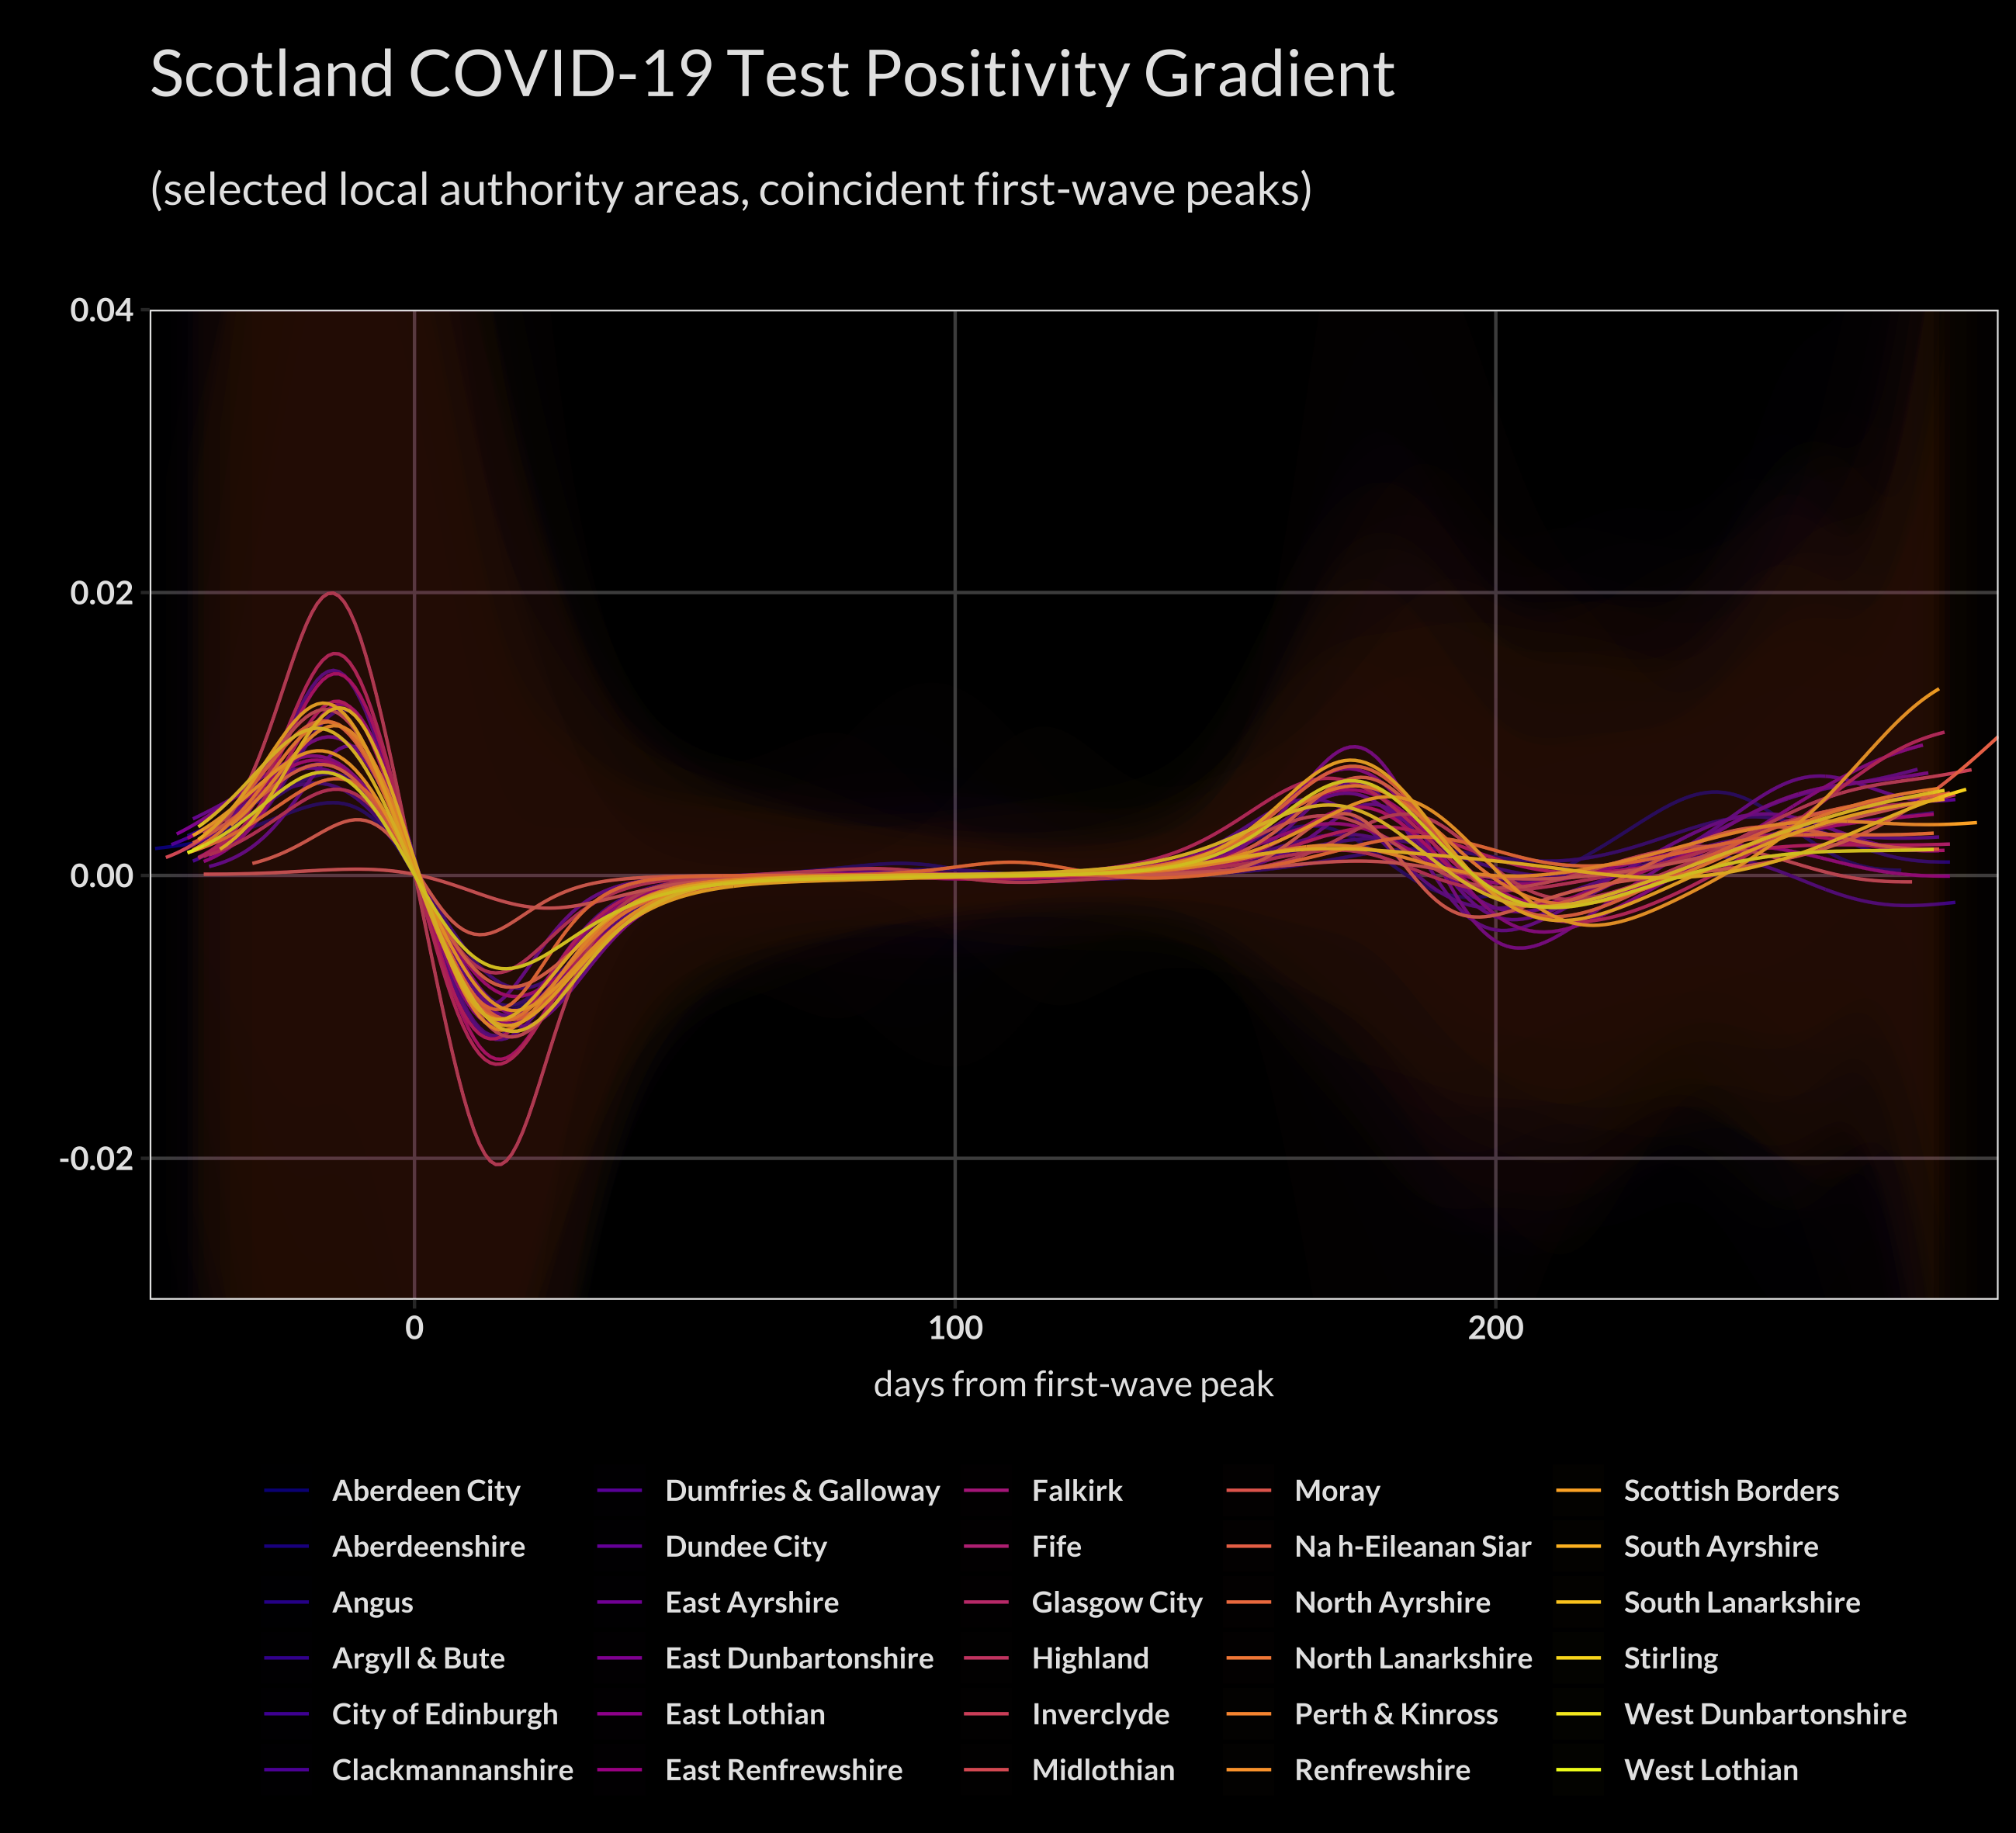 Scotland COVID-19 Test Positivity Gradient
(selected local authority areas, coincident first-wave peaks)
0.04
0.02
0.00
-0.02
0 100 200
days from first-wave peak
Aberdeen City Dumfries & Galloway Falkirk Moray Scottish Borders
Aberdeenshire Dundee City Fife Na h-Eileanan Siar South Ayrshire
Angus East Ayrshire Glasgow City North Ayrshire South Lanarkshire
Argyll & Bute East Dunbartonshire Highland North Lanarkshire Stirling
City of Edinburgh East Lothian Inverclyde Perth & Kinross West Dunbartonshire
Clackmannanshire East Renfrewshire Midlothian Renfrewshire West Lothian